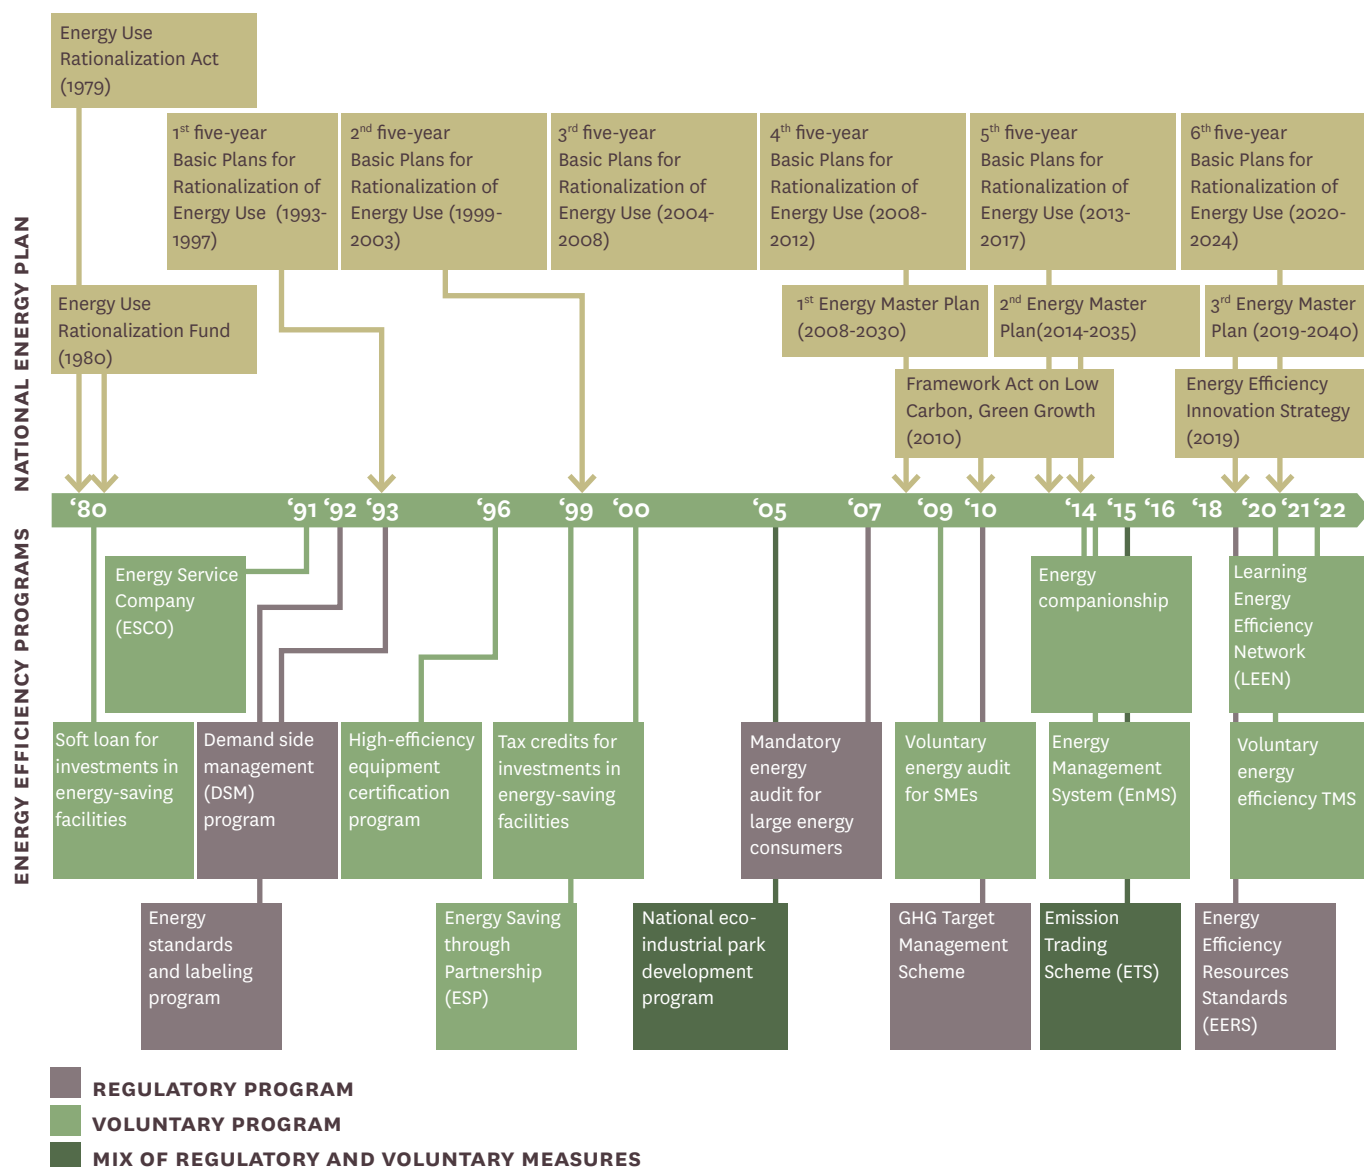 Energy Use
Rationalization Act
(1979)
1st five-year
Basic Plans for
Rationalization of
Energy Use (1993-
1997)
2nd five-year
Basic Plans for
Rationalization of
Energy Use (1999-
2003)
3rd five-year
Basic Plans for
Rationalization of
Energy Use (2004-
2008)
4th five-year
Basic Plans for
Rationalization of
Energy Use (2008-
2012)
5th five-year
Basic Plans for
Rationalization of
Energy Use (2013-
2017)
6th five-year
Basic Plans for
Rationalization of
Energy Use (2020-
2024)
NATIONAL ENERGY PLAN
Energy Use
Rationalization Fund
(1980)
1st Energy Master Plan
(2008-2030)
2nd Energy Master
Plan(2014-2035)
3rd Energy Master
Plan (2019-2040)
Framework Act on Low
Carbon, Green Growth
(2010)
Energy Efficiency
Innovation Strategy
(2019)
‘80 ‘91 ‘92 ‘93 ‘96 ‘99 ‘00 ‘05 ‘07 ‘09 ‘10 ‘14 ‘15 ‘16 ‘18 ‘20 ‘21 ‘22
ENERGY EFFICIENCY PROGRAMS
Energy Service
Company
(ESCO)
Energy
companionship
Learning
Energy
Efficiency
Network
(LEEN)
Soft loan for
investments in
energy-saving
facilities
Demand side
management
(DSM)
program
High-efficiency
equipment
certification
program
Tax credits for
investments in
energy-saving
facilities
Mandatory
energy
audit for
large energy
consumers
Voluntary
energy audit
for SMEs
Energy
Management
System (EnMS)
Voluntary
energy
efficiency TMS
Energy
standards
and labeling
program
Energy Saving
through
Partnership
(ESP)
National eco-
industrial park
development
program
GHG Target
Management
Scheme
Emission
Trading
Scheme (ETS)
Energy
Efficiency
Resources
Standards
(EERS)
REGULATORY PROGRAM
VOLUNTARY PROGRAM
MIX OF REGULATORY AND VOLUNTARY MEASURES